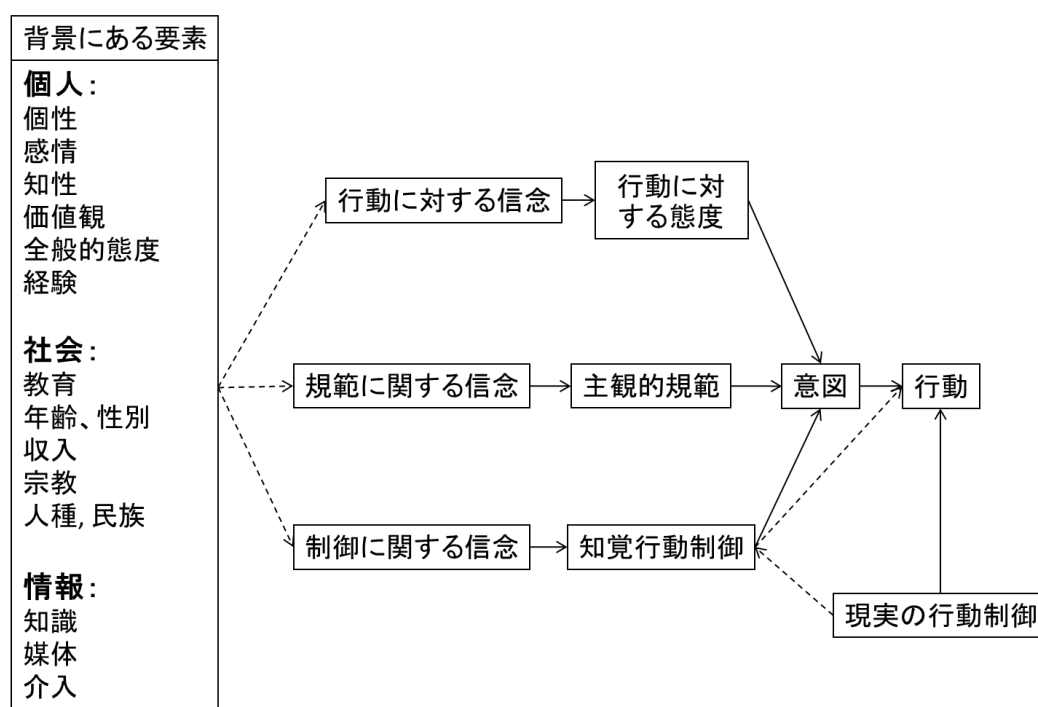 背景にある要素
個人：
個性
感情
知性
価値観
全般的態度
経験
社会：
教育
年齢、性別
収入
宗教
人種, 民族
情報：
知識
媒体
介入
行動に対する信念
行動に対
する態度
規範に関する信念
主観的規範
意図
行動
制御に関する信念
知覚行動制御
現実の行動制御